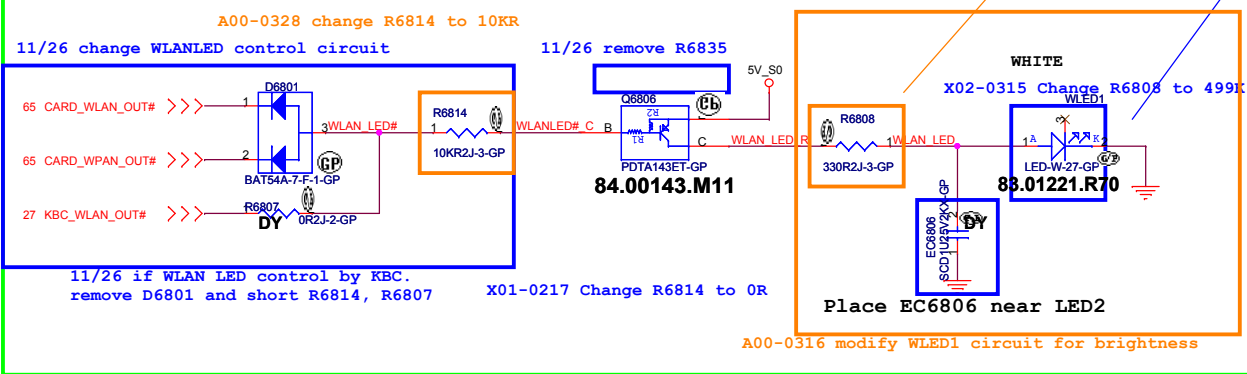 A00-0328 change R6814 to 10KR
11/26 change WLANLED control circuit
11/26 remove R6835
WHITE
5V_S0
X02-0315 Change R6808 to 499R
D6801
Q6806
WLED1
65 CARD_WLAN_OUT#
1
R6814
R2
R6808
3
3 WLAN_LED#
1
10KR2J-3-GP
WLANLED#_C
B
R1
C
WLAN_LED_R
330R2J-3-GP
1 WLAN_LED
1 A
K 2
65 CARD_WPAN_OUT#
2
GP
BAT54A-7-F-1-GP
PDTA143ET-GP
LED-W-27-GP
84.00143.M11
83.01221.R70
27 KBC_WLAN_OUT#
R6807
DY
0R2J-2-GP
EC6806
SCD1U25V2KX-GP
2
DY
1
11/26 if WLAN LED control by KBC.
remove D6801 and short R6814, R6807
X01-0217 Change R6814 to 0R
Place EC6806 near LED2
A00-0316 modify WLED1 circuit for brightness